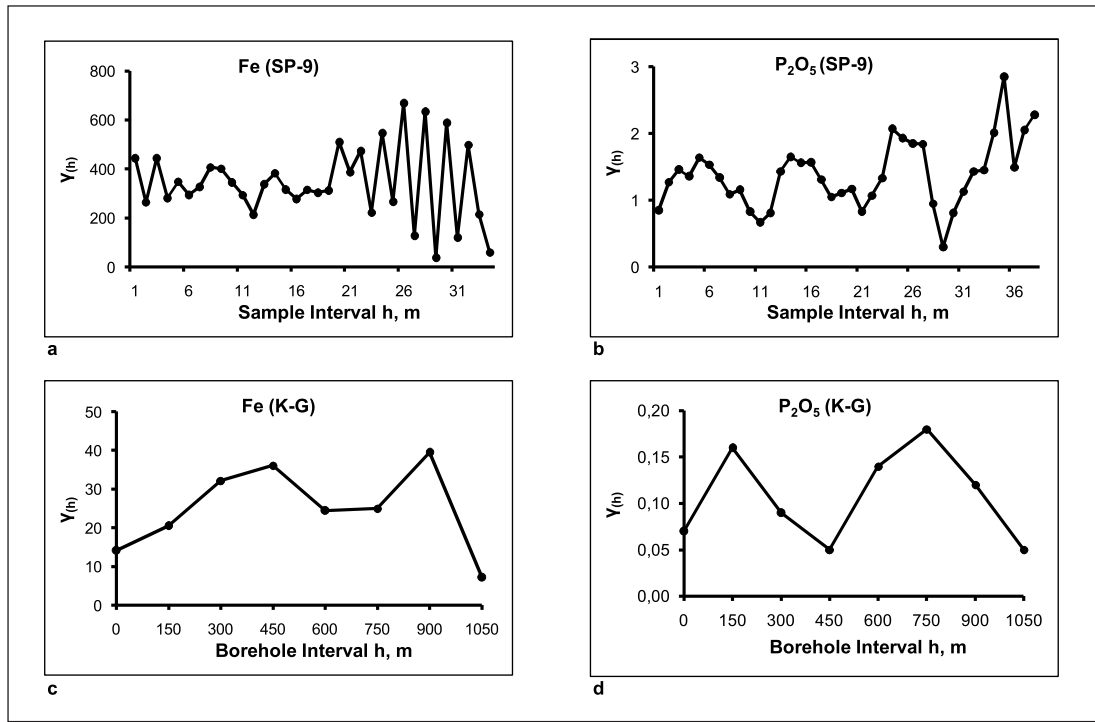 Fe (SP-9)
800
600
400
200
0
γ(h)
1 6 11 16 21 26 31
Sample Interval h, m
a
P₂O₅ (SP-9)
3
2
1
0
γ(h)
1 6 11 16 21 26 31 36
Sample Interval h, m
b
Fe (K-G)
50
40
30
20
10
0
γ(h)
0 150 300 450 600 750 900 1050
Borehole Interval h, m
c
P₂O₅ (K-G)
0,20
0,15
0,10
0,05
0,00
γ(h)
0 150 300 450 600 750 900 1050
Borehole Interval h, m
d